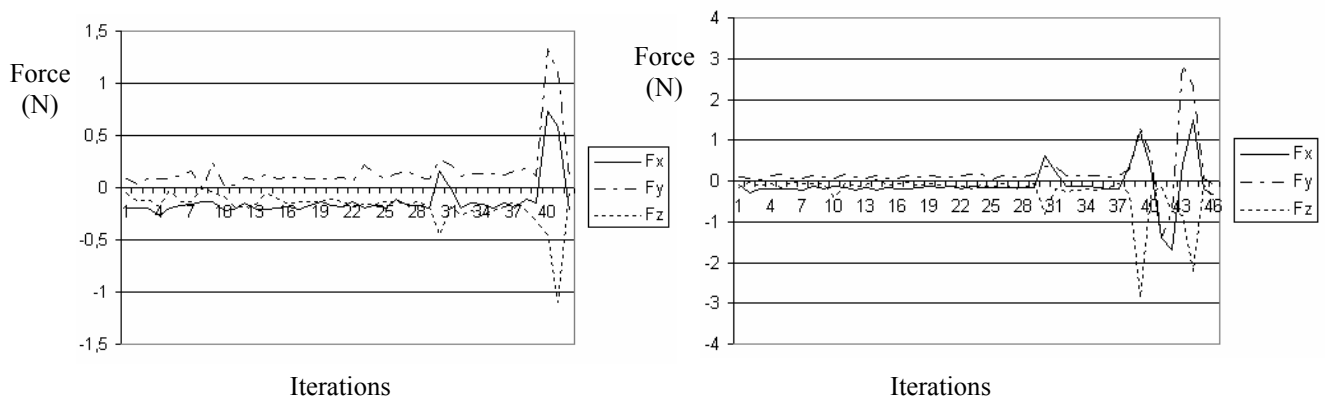 Force
(N)
1,5
1
0,5
0
-0,5
-1
-1,5
1 4 7 10 13 16 19 22 25 28 31 34 37 40
Fx
Fy
Fz
Iterations
Force
(N)
4
3
2
1
0
-1
-2
-3
-4
1 4 7 10 13 16 19 22 25 28 31 34 37 40 43 46
Fx
Fy
Fz
Iterations